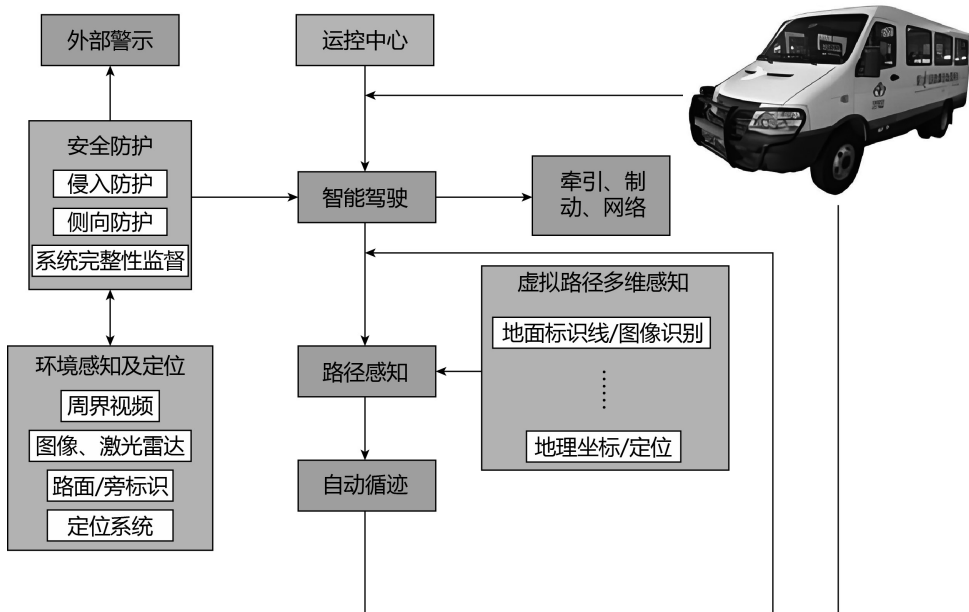 外部警示
运控中心
安全防护
侵入防护
侧向防护
系统完整性监督
智能驾驶
牵引、制
动、网络
虚拟路径多维感知
地面标识线/图像识别
地理坐标/定位
环境感知及定位
周界视频
图像、激光雷达
路面/旁标识
定位系统
路径感知
自动循迹